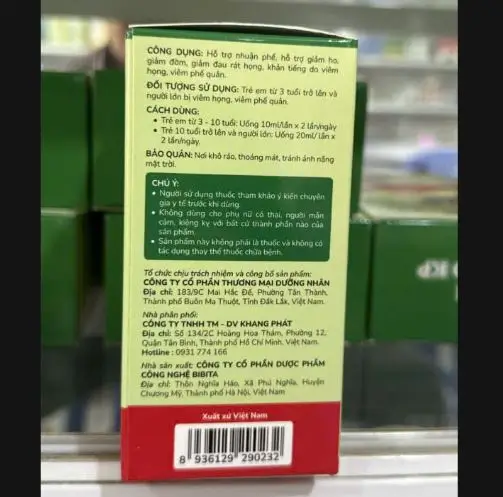 CÔNG DỤNG: Hỗ trợ nhuận phế, hỗ trợ giảm ho,
giảm đờm, giảm đau rát họng, khản tiếng do viêm
họng, viêm phế quản.
ĐỐI TƯỢNG SỬ DỤNG: Trẻ em từ 3 tuổi trở lên và
người lớn bị viêm họng, viêm phế quản.
CÁCH DÙNG:
• Trẻ em từ 3 - 10 tuổi: Uống 10ml/lần x 2 lần/ngày
• Trẻ 10 tuổi trở lên và người lớn: Uống 20ml/ lần x
2 lần/ngày.
BẢO QUẢN: Nơi khô ráo, thoáng mát, tránh ánh nắng
mặt trời.
CHÚ Ý:
• Người sử dụng thuốc tham khảo ý kiến chuyên
gia y tế trước khi dùng.
• Không dùng cho phụ nữ có thai, người mẫn
cảm, kiêng kỵ với bất cứ thành phần nào của
sản phẩm.
• Sản phẩm này không phải là thuốc và không có
tác dụng thay thế thuốc chữa bệnh.
Tổ chức chịu trách nhiệm và công bố sản phẩm:
CÔNG TY CỔ PHẦN THƯƠNG MẠI DƯỠNG NHÂN
Địa chỉ: 183/9C Mai Hắc Đế, Phường Tân Thành,
Thành phố Buôn Ma Thuột, Tỉnh Đắk Lắk, Việt Nam.
Nhà phân phối:
CÔNG TY TNHH TM - DV KHANG PHÁT
Địa chỉ: Số 134/2C Hoàng Hoa Thám, Phường 12,
Quận Tân Bình, Thành phố Hồ Chí Minh, Việt Nam.
Hotline: 0931 774 166
Nhà sản xuất: CÔNG TY CỔ PHẦN DƯỢC PHẨM
CÔNG NGHỆ BIBITA
Địa chỉ: Thôn Nghĩa Hảo, Xã Phú Nghĩa, Huyện
Chương Mỹ, Thành phố Hà Nội, Việt Nam
Xuất xứ Việt Nam
8 936129 290232